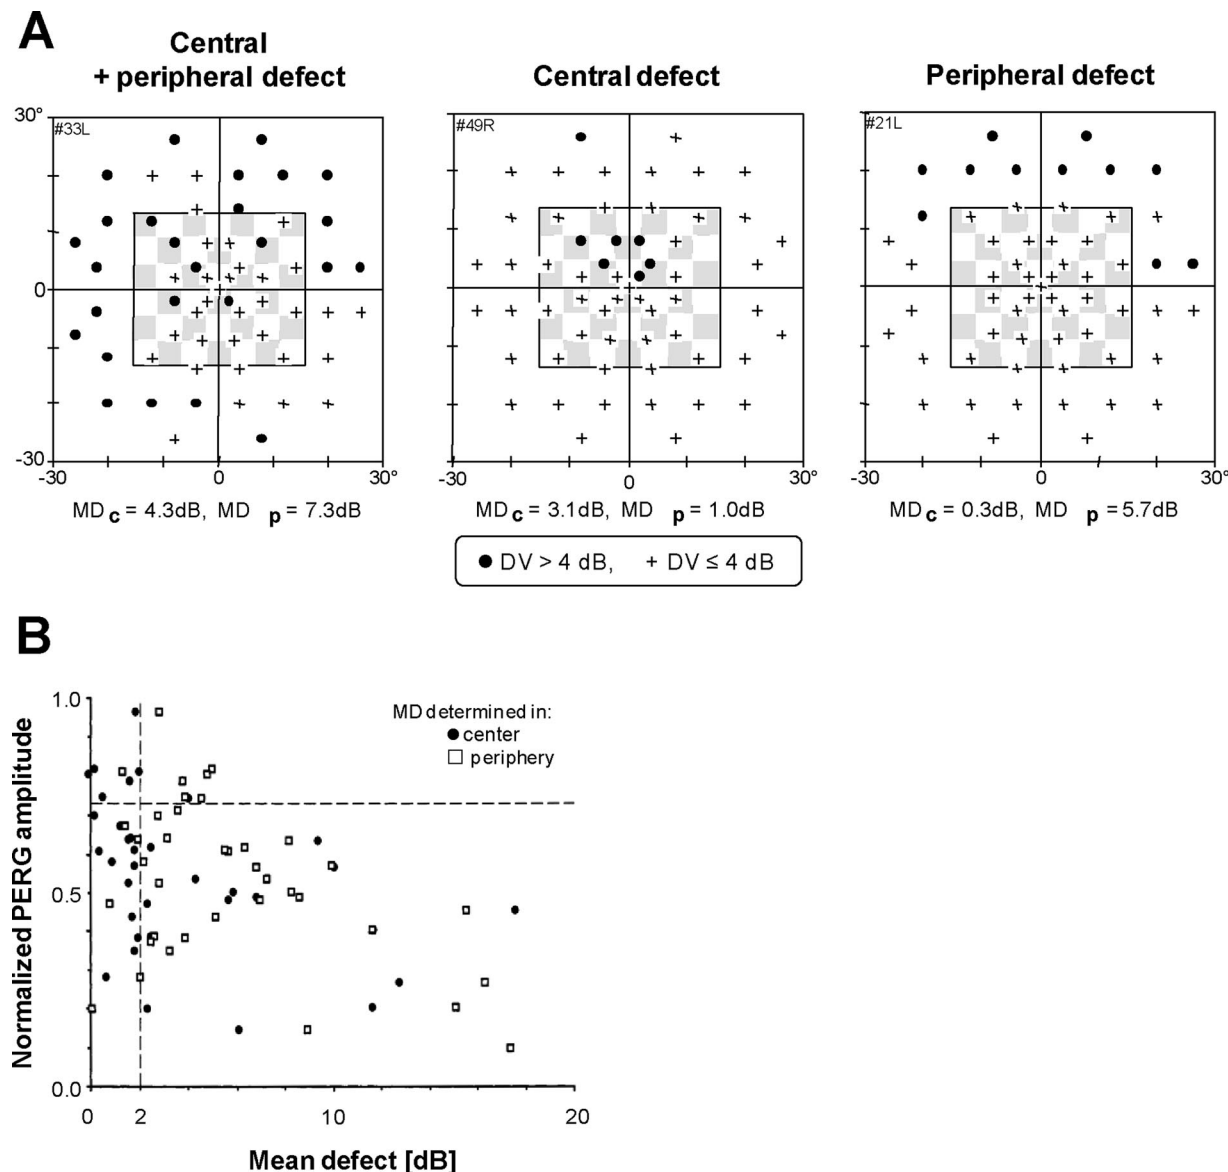 A
Central
+ peripheral defect
Central defect
Peripheral defect
30°
#33L
#49R
#21L
0
-30
-30
0
30°
-30
0
30°
-30
0
30°
MD c = 4.3dB, MD p = 7.3dB
MD c = 3.1dB, MD p = 1.0dB
MD c = 0.3dB, MD p = 5.7dB
● DV > 4 dB, + DV ≤ 4 dB
B
1.0
MD determined in:
● center
□ periphery
Normalized PERG amplitude
0.5
0.0
0
2
10
20
Mean defect [dB]